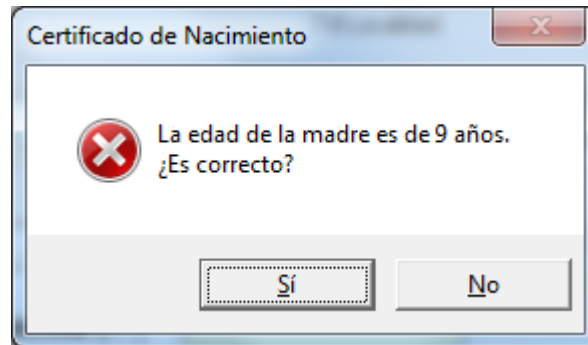 Certificado de Nacimiento
La edad de la madre es de 9 años.
¿Es correcto?
Sí
No